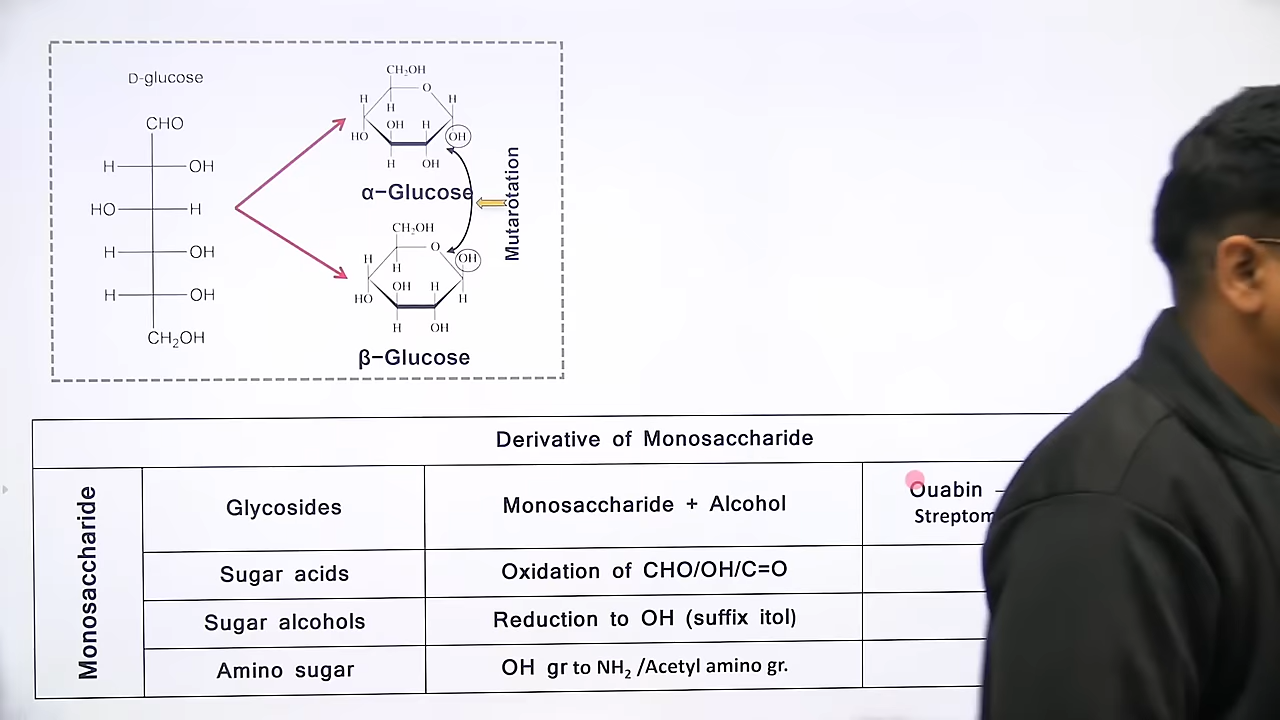 D-glucose
CHO
H OH
HO H
H OH
H OH
CH₂OH
CH₂OH
O
H H
H
OH H
HO OH
H OH
α−Glucose
Mutarotation
CH₂OH
O OH
H
H
OH H
HO H
H OH
β−Glucose
Derivative of Monosaccharide
Monosaccharide
Glycosides Monosaccharide + Alcohol Ouabin –
Streptom
Sugar acids Oxidation of CHO/OH/C=O
Sugar alcohols Reduction to OH (suffix itol)
Amino sugar OH gr to NH₂ /Acetyl amino gr.